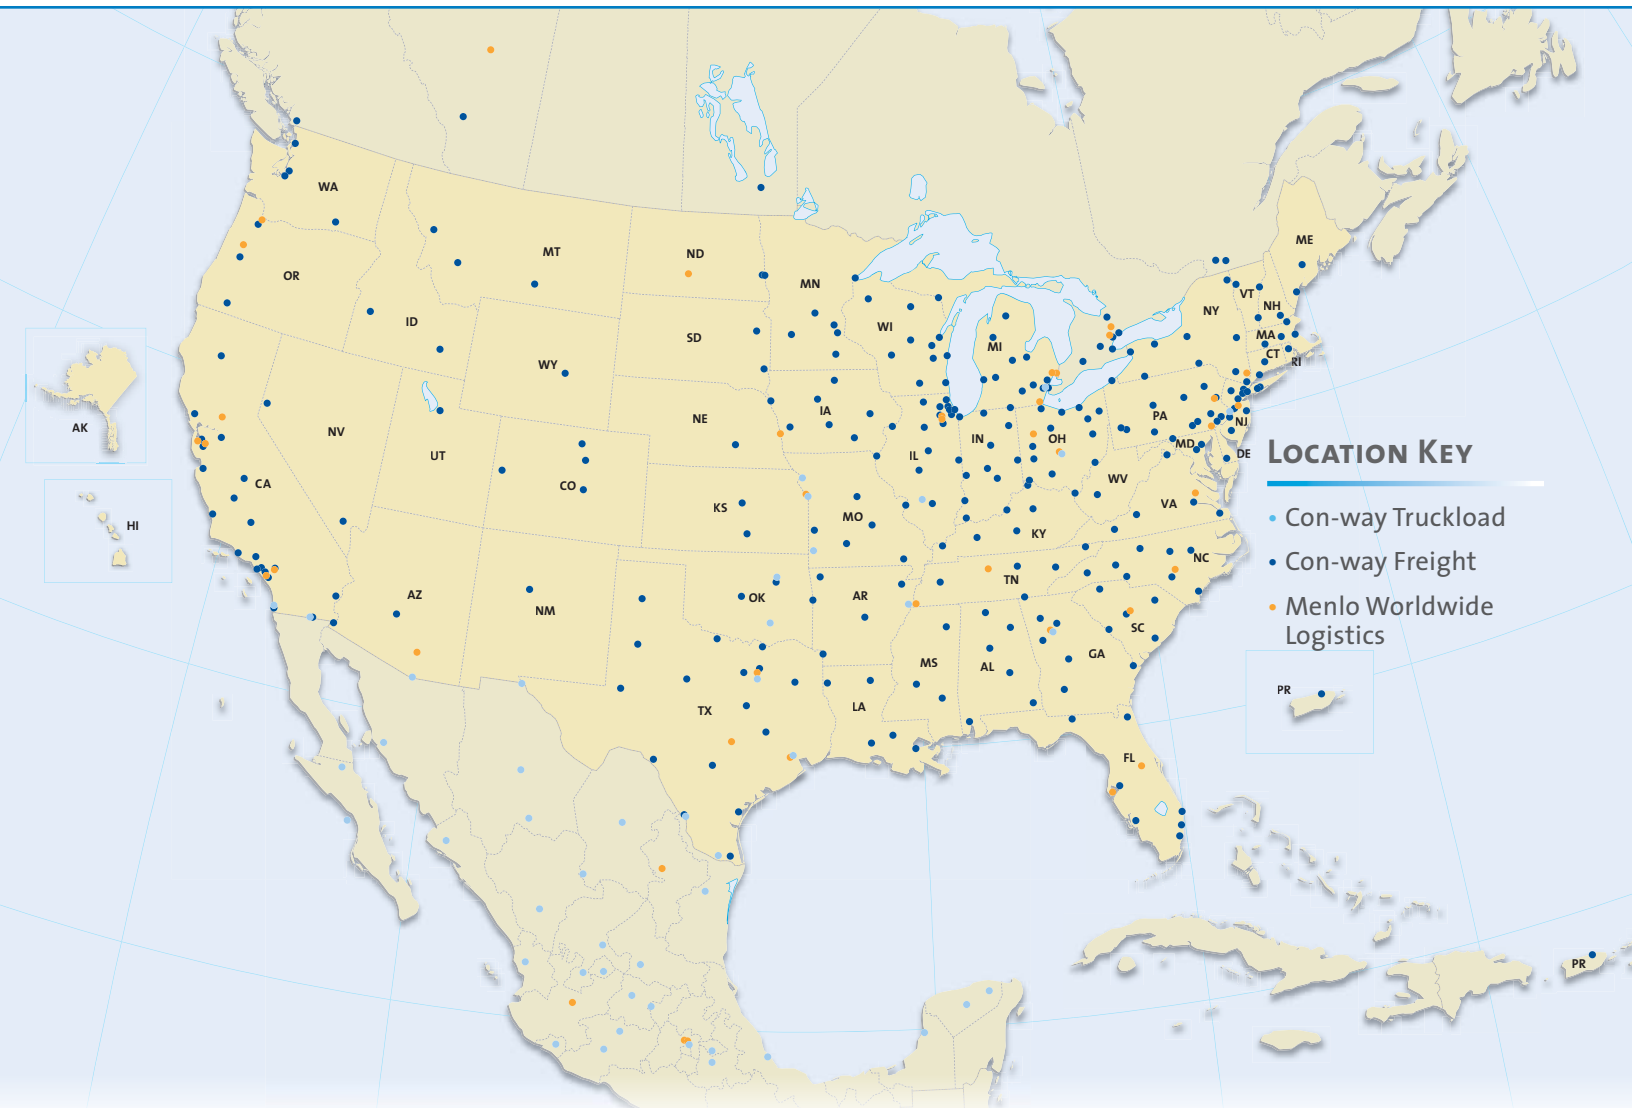 WA
ME
MT
ND
OR
MN
VT
NH
NY
ID
WI
MA
SD
MI
CT
RI
WY
AK
NE
IA
PA
NJ
NV
IN
OH
MD
UT
IL
DE
LOCATION KEY
CA
CO
WV
KS
VA
MO
Con-way Truckload
HI
KY
NC
Con-way Freight
TN
AZ
OK
AR
NM
Menlo Worldwide
Logistics
SC
GA
MS
AL
PR
TX
LA
FL
PR